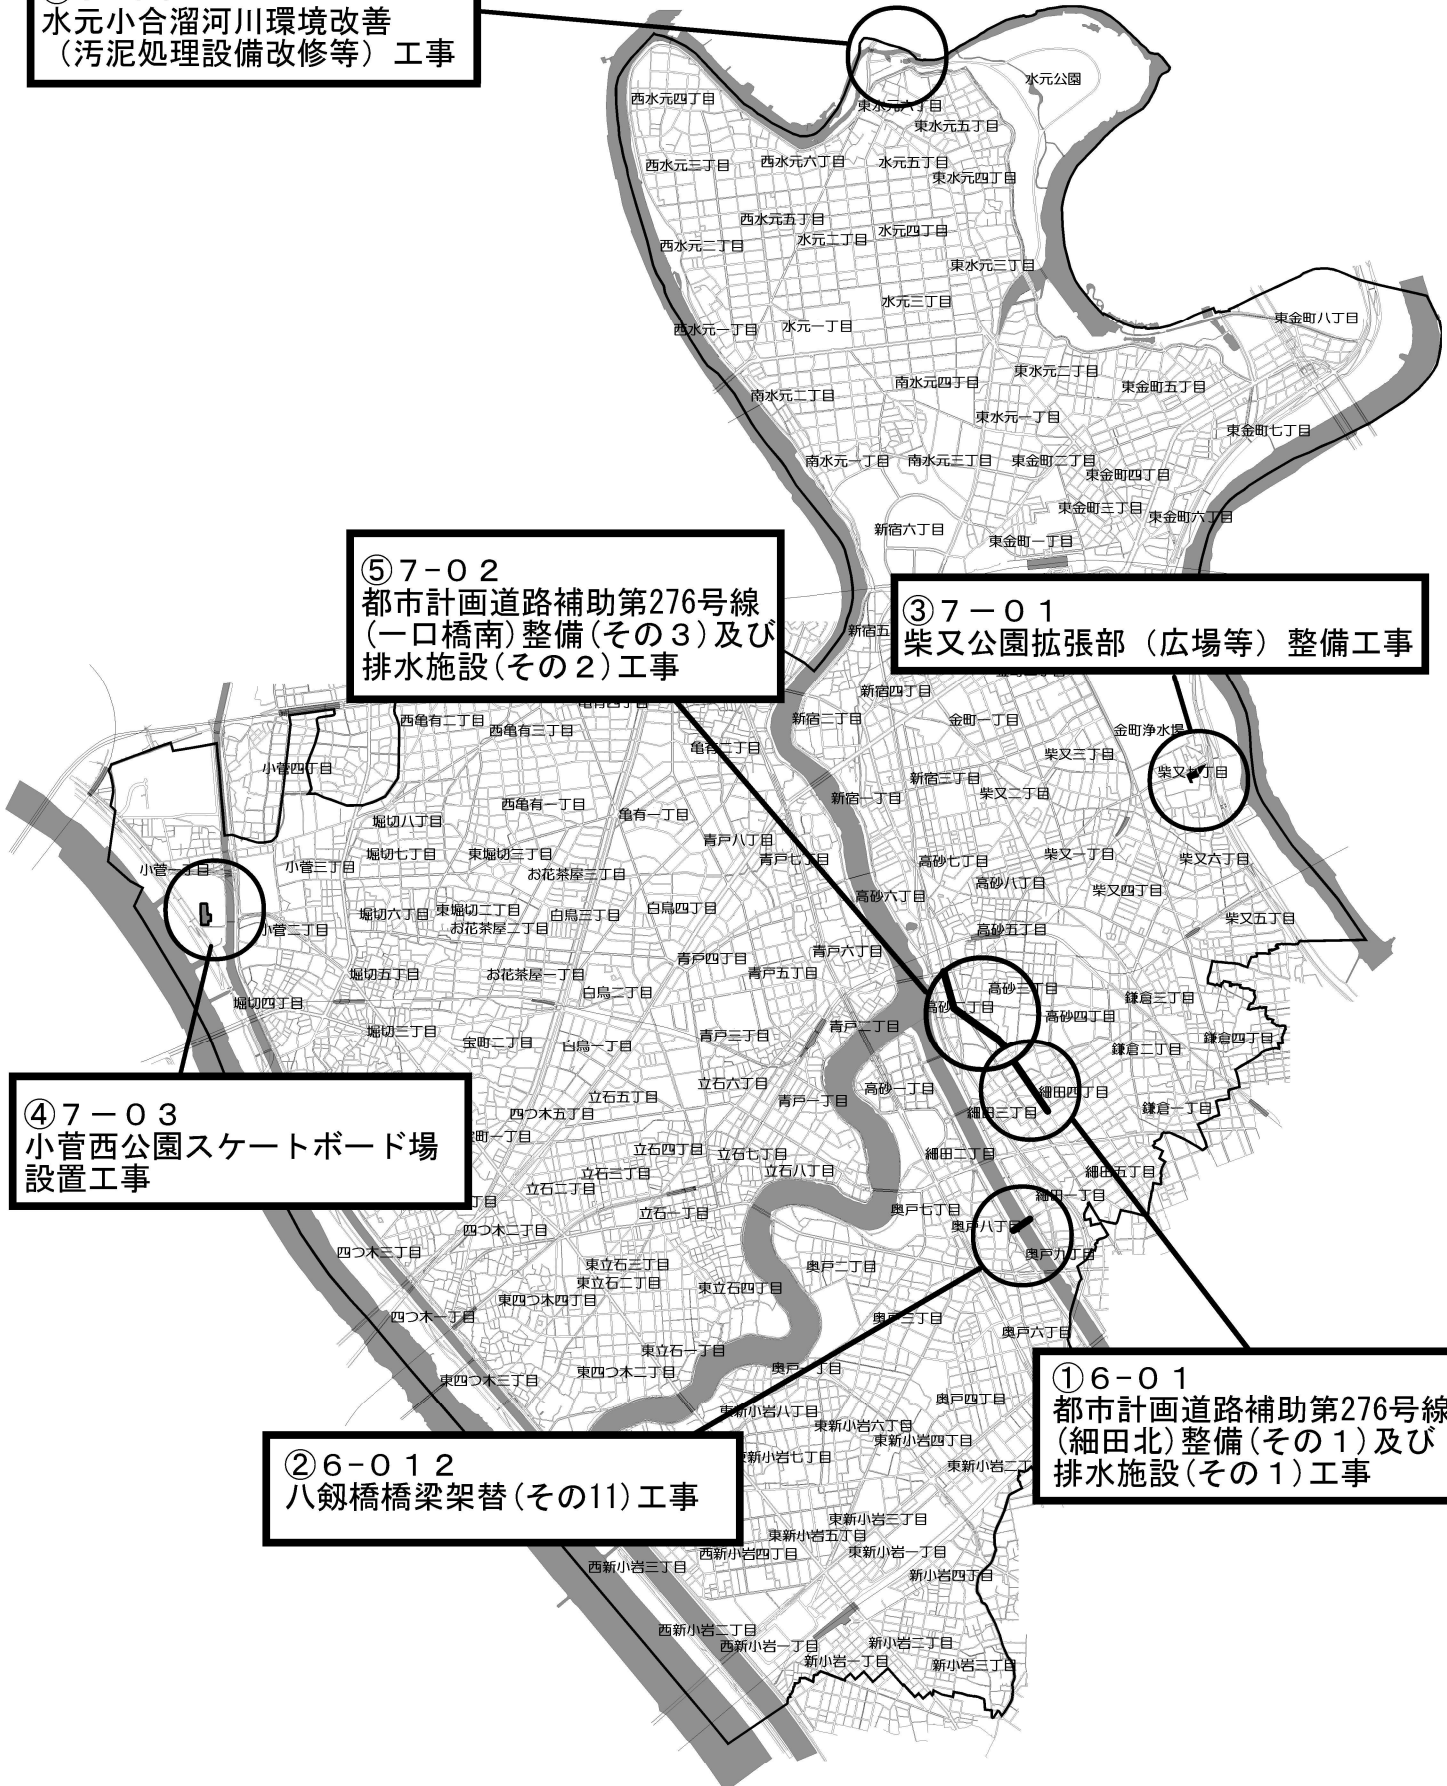 水元小合溜河川環境改善
（汚泥処理設備改修等）工事
水元公園
西水元四丁目
東水元六丁目
東水元五丁目
西水元三丁目
西水元六丁目
水元五丁目
東水元四丁目
西水元五丁目
西水元二丁目
水元二丁目
水元四丁目
東水元三丁目
水元三丁目
西水元一丁目
水元一丁目
東金町八丁目
東水元二丁目
南水元四丁目
東金町五丁目
南水元二丁目
東水元一丁目
東金町七丁目
南水元一丁目
南水元三丁目
東金町二丁目
東金町四丁目
東金町三丁目
東金町六丁目
新宿六丁目
東金町一丁目
⑤７-０２
都市計画道路補助第276号線
(一口橋南)整備(その３)及び
排水施設(その２)工事
③７－０１
柴又公園拡張部（広場等）整備工事
新宿五
新宿四丁目
西亀有二丁目
西亀有三丁目
新宿二丁目
金町一丁目
金町浄水場
亀有二丁目
柴又三丁目
小菅四丁目
柴又七丁目
新宿三丁目
柴又二丁目
新宿一丁目
西亀有一丁目
亀有一丁目
堀切八丁目
青戸八丁目
堀切七丁目
東堀切三丁目
青戸七丁目
高砂七丁目
柴又一丁目
柴又六丁目
小菅一丁目
小菅三丁目
お花茶屋三丁目
高砂八丁目
柴又四丁目
高砂六丁目
堀切六丁目
東堀切二丁目
白鳥三丁目
白鳥四丁目
柴又五丁目
小菅二丁目
お花茶屋二丁目
高砂五丁目
青戸六丁目
青戸四丁目
堀切五丁目
お花茶屋一丁目
青戸五丁目
白鳥二丁目
高砂三丁目
鎌倉三丁目
堀切四丁目
高砂二丁目
高砂四丁目
堀切三丁目
宝町二丁目
白鳥一丁目
青戸三丁目
青戸二丁目
鎌倉四丁目
鎌倉二丁目
立石六丁目
高砂一丁目
細田四丁目
立石五丁目
青戸一丁目
④７－０３
小菅西公園スケートボード場
設置工事
四つ木五丁目
細田三丁目
鎌倉一丁目
町一丁目
立石四丁目
立石七丁目
細田二丁目
立石三丁目
立石八丁目
細田五丁目
立石二丁目
細田一丁目
丁目
立石一丁目
奥戸七丁目
四つ木二丁目
奥戸八丁目
四つ木三丁目
奥戸九丁目
東立石三丁目
奥戸二丁目
東立石二丁目
東立石四丁目
東四つ木四丁目
四つ木一丁目
奥戸三丁目
奥戸六丁目
東立石一丁目
東四つ木二丁目
奥戸一丁目
東四つ木三丁目
奥戸四丁目
①６-０１
都市計画道路補助第276号線
(細田北)整備(その１)及び
排水施設(その１)工事
東新小岩八丁目
東新小岩六丁目
東新小岩四丁目
新小岩七丁目
東新小岩二丁
②６-０１２
八剱橋橋梁架替(その11)工事
東新小岩三丁目
東新小岩五丁目
西新小岩四丁目
東新小岩一丁目
西新小岩三丁目
新小岩四丁目
西新小岩二丁目
西新小岩一丁目
新小岩二丁目
新小岩一丁目
新小岩三丁目